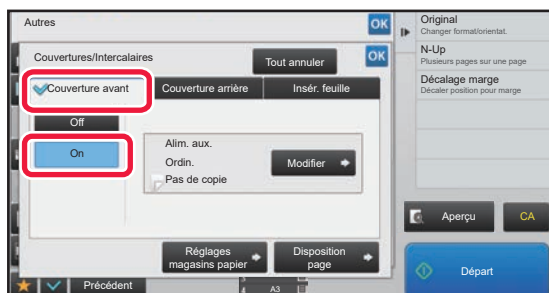 Autres
OK
Couvertures/Intercalaires
Tout annuler
OK
Couverture avant
Couverture arrière
Insér. feuille
Off
On
Alim. aux.
Ordin.
Pas de copie
Modifier
Réglages
magasins papier
Disposition
page
Précédent
A3
Original
Changer format/orientat.
N-Up
Plusieurs pages sur une page
Décalage marge
Décaler position pour marge
Aperçu
CA
Départ